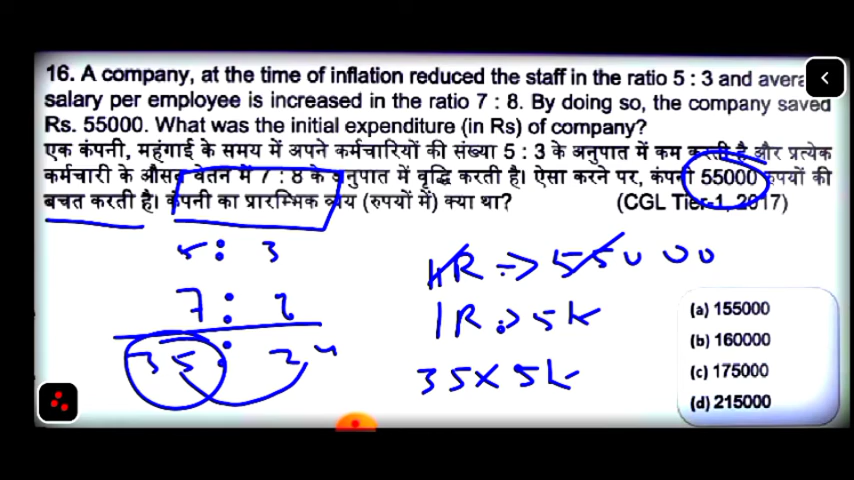 16. A company, at the time of inflation reduced the staff in the ratio 5 : 3 and avera
salary per employee is increased in the ratio 7 : 8. By doing so, the company saved
Rs. 55000. What was the initial expenditure (in Rs) of company?
एक कंपनी, महंगाई के समय में अपने कर्मचारियों की संख्या 5 : 3 के अनुपात में कम करती है और प्रत्येक
कर्मचारी के औसत वेतन में 7 : 8 के अनुपात में वृद्धि करती है। ऐसा करने पर, कंपनी 55000 रुपयों की
बचत करती है। कंपनी का प्रारम्भिक व्यय (रुपयों में) क्या था?
(CGL Tier-1, 2017)
5 : 3
7 : 8
35 : 24
11R => 55000
1R => 5K
35x5k
(a) 155000
(b) 160000
(c) 175000
(d) 215000